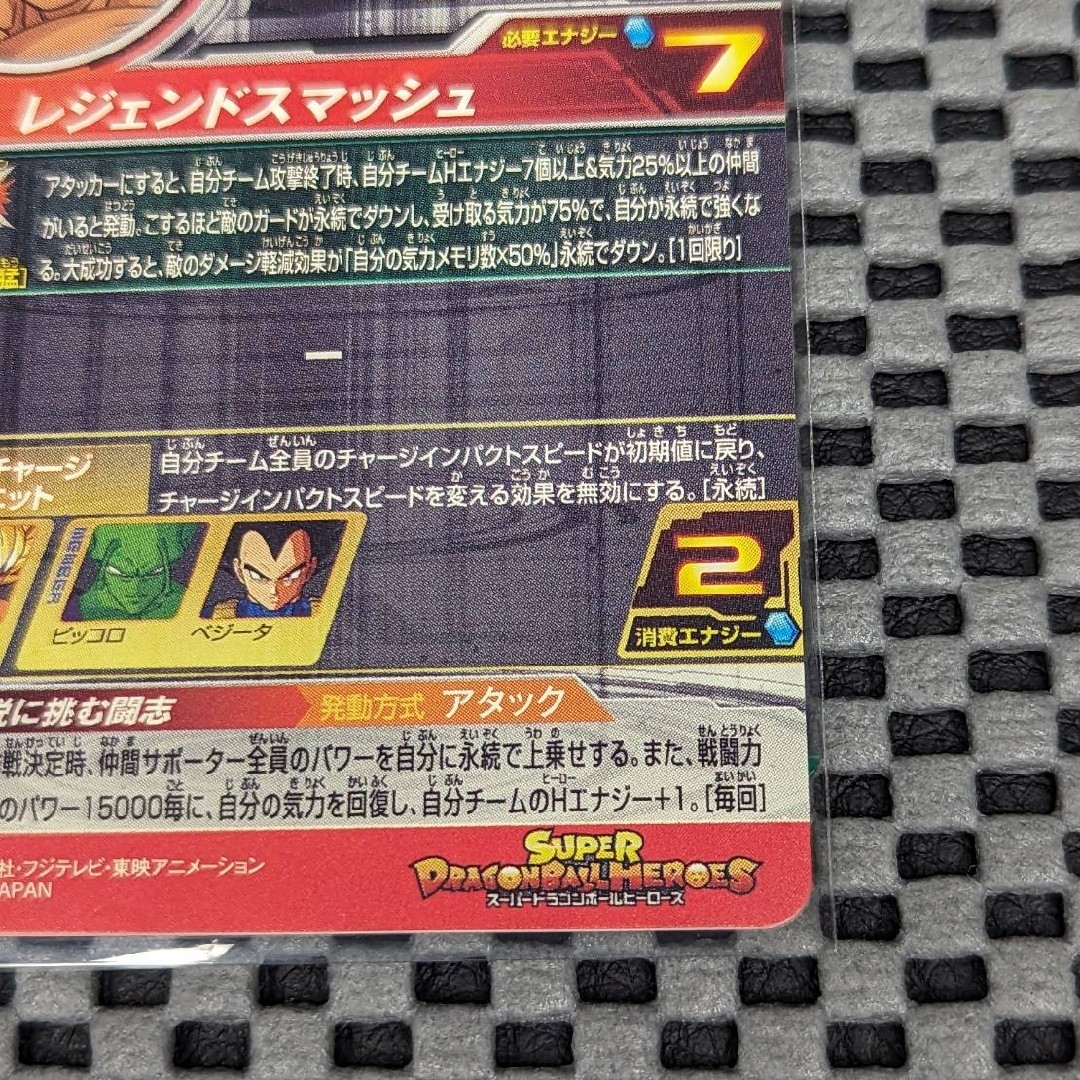 必要エナジー 7
レジェンドスマッシュ
アタッカーにすると、自分チーム攻撃終了時、自分チームHエナジー7個以上&気力25%以上の仲間
がいると発動。こするほど敵のガードが永続でダウンし、受け取る気力が75%で、自分が永続で強くな
る。大成功すると、敵のダメージ軽減効果が「自分の気力メモリ数×50%」永続でダウン。[1回限り]
猛]
ー
チャージ
ニット
自分チーム全員のチャージインパクトスピードが初期値に戻り、
チャージインパクトスピードを変える効果を無効にする。[永続]
MEMBER
ピッコロ
ベジータ
2
消費エナジー
に挑む闘志
発動方式 アタック
戦決定時、仲間サポーター全員のパワーを自分に永続で上乗せする。また、戦闘力
のパワー15000毎に、自分の気力を回復し、自分チームのHエナジー+1。[毎回]
社・フジテレビ・東映アニメーション
JAPAN
SUPER
DRAGONBALL HEROES
スーパードラゴンボールヒーローズ